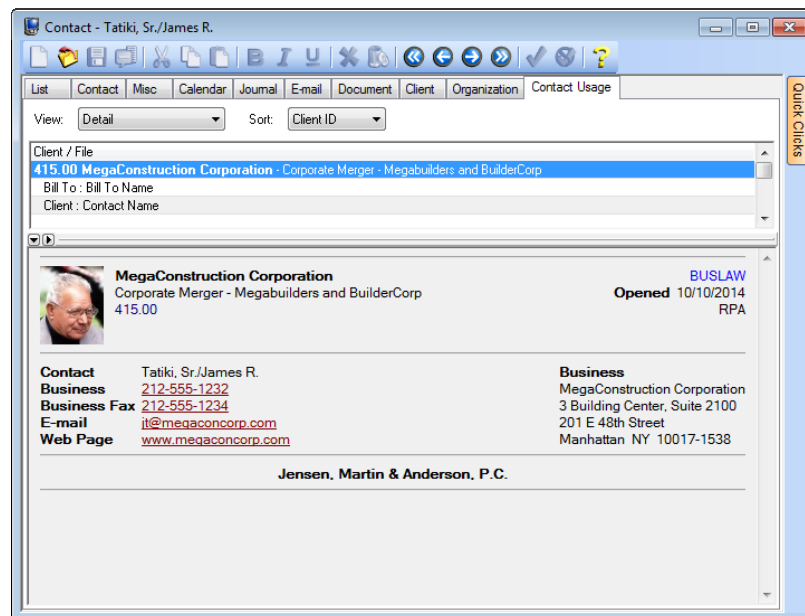 Contact - Tatiki, Sr./James R.
B I U
List Contact Misc Calendar Journal E-mail Document Client Organization Contact Usage
View: Detail Sort: Client ID
Quick Clicks
Client / File
415.00 MegaConstruction Corporation - Corporate Merger - Megabuilders and BuilderCorp
Bill To : Bill To Name
Client : Contact Name
MegaConstruction Corporation BUSLAW
Corporate Merger - Megabuilders and BuilderCorp Opened 10/10/2014
415.00 RPA
Contact Tatiki, Sr./James R. Business
Business 212-555-1232 MegaConstruction Corporation
Business Fax 212-555-1234 3 Building Center, Suite 2100
E-mail jt@megaconcorp.com 201 E 48th Street
Web Page www.megaconcorp.com Manhattan NY 10017-1538
Jensen, Martin & Anderson, P.C.